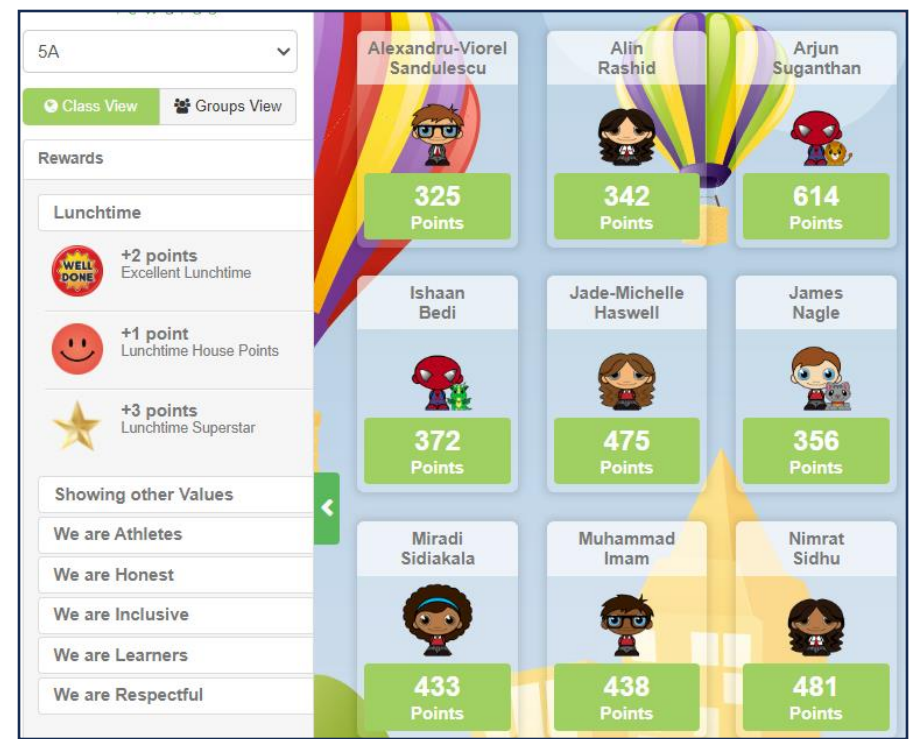 5A
Class View
Groups View
Rewards
Lunchtime
WELL
DONE
+2 points
Excellent Lunchtime
+1 point
Lunchtime House Points
+3 points
Lunchtime Superstar
Showing other Values
We are Athletes
We are Honest
We are Inclusive
We are Learners
We are Respectful
Alexandru-Viorel
Sandulescu
325
Points
Alin
Rashid
342
Points
Arjun
Suganthan
614
Points
Ishaan
Bedi
372
Points
Jade-Michelle
Haswell
475
Points
James
Nagle
356
Points
Miradi
Sidiakala
433
Points
Muhammad
Imam
438
Points
Nimrat
Sidhu
481
Points